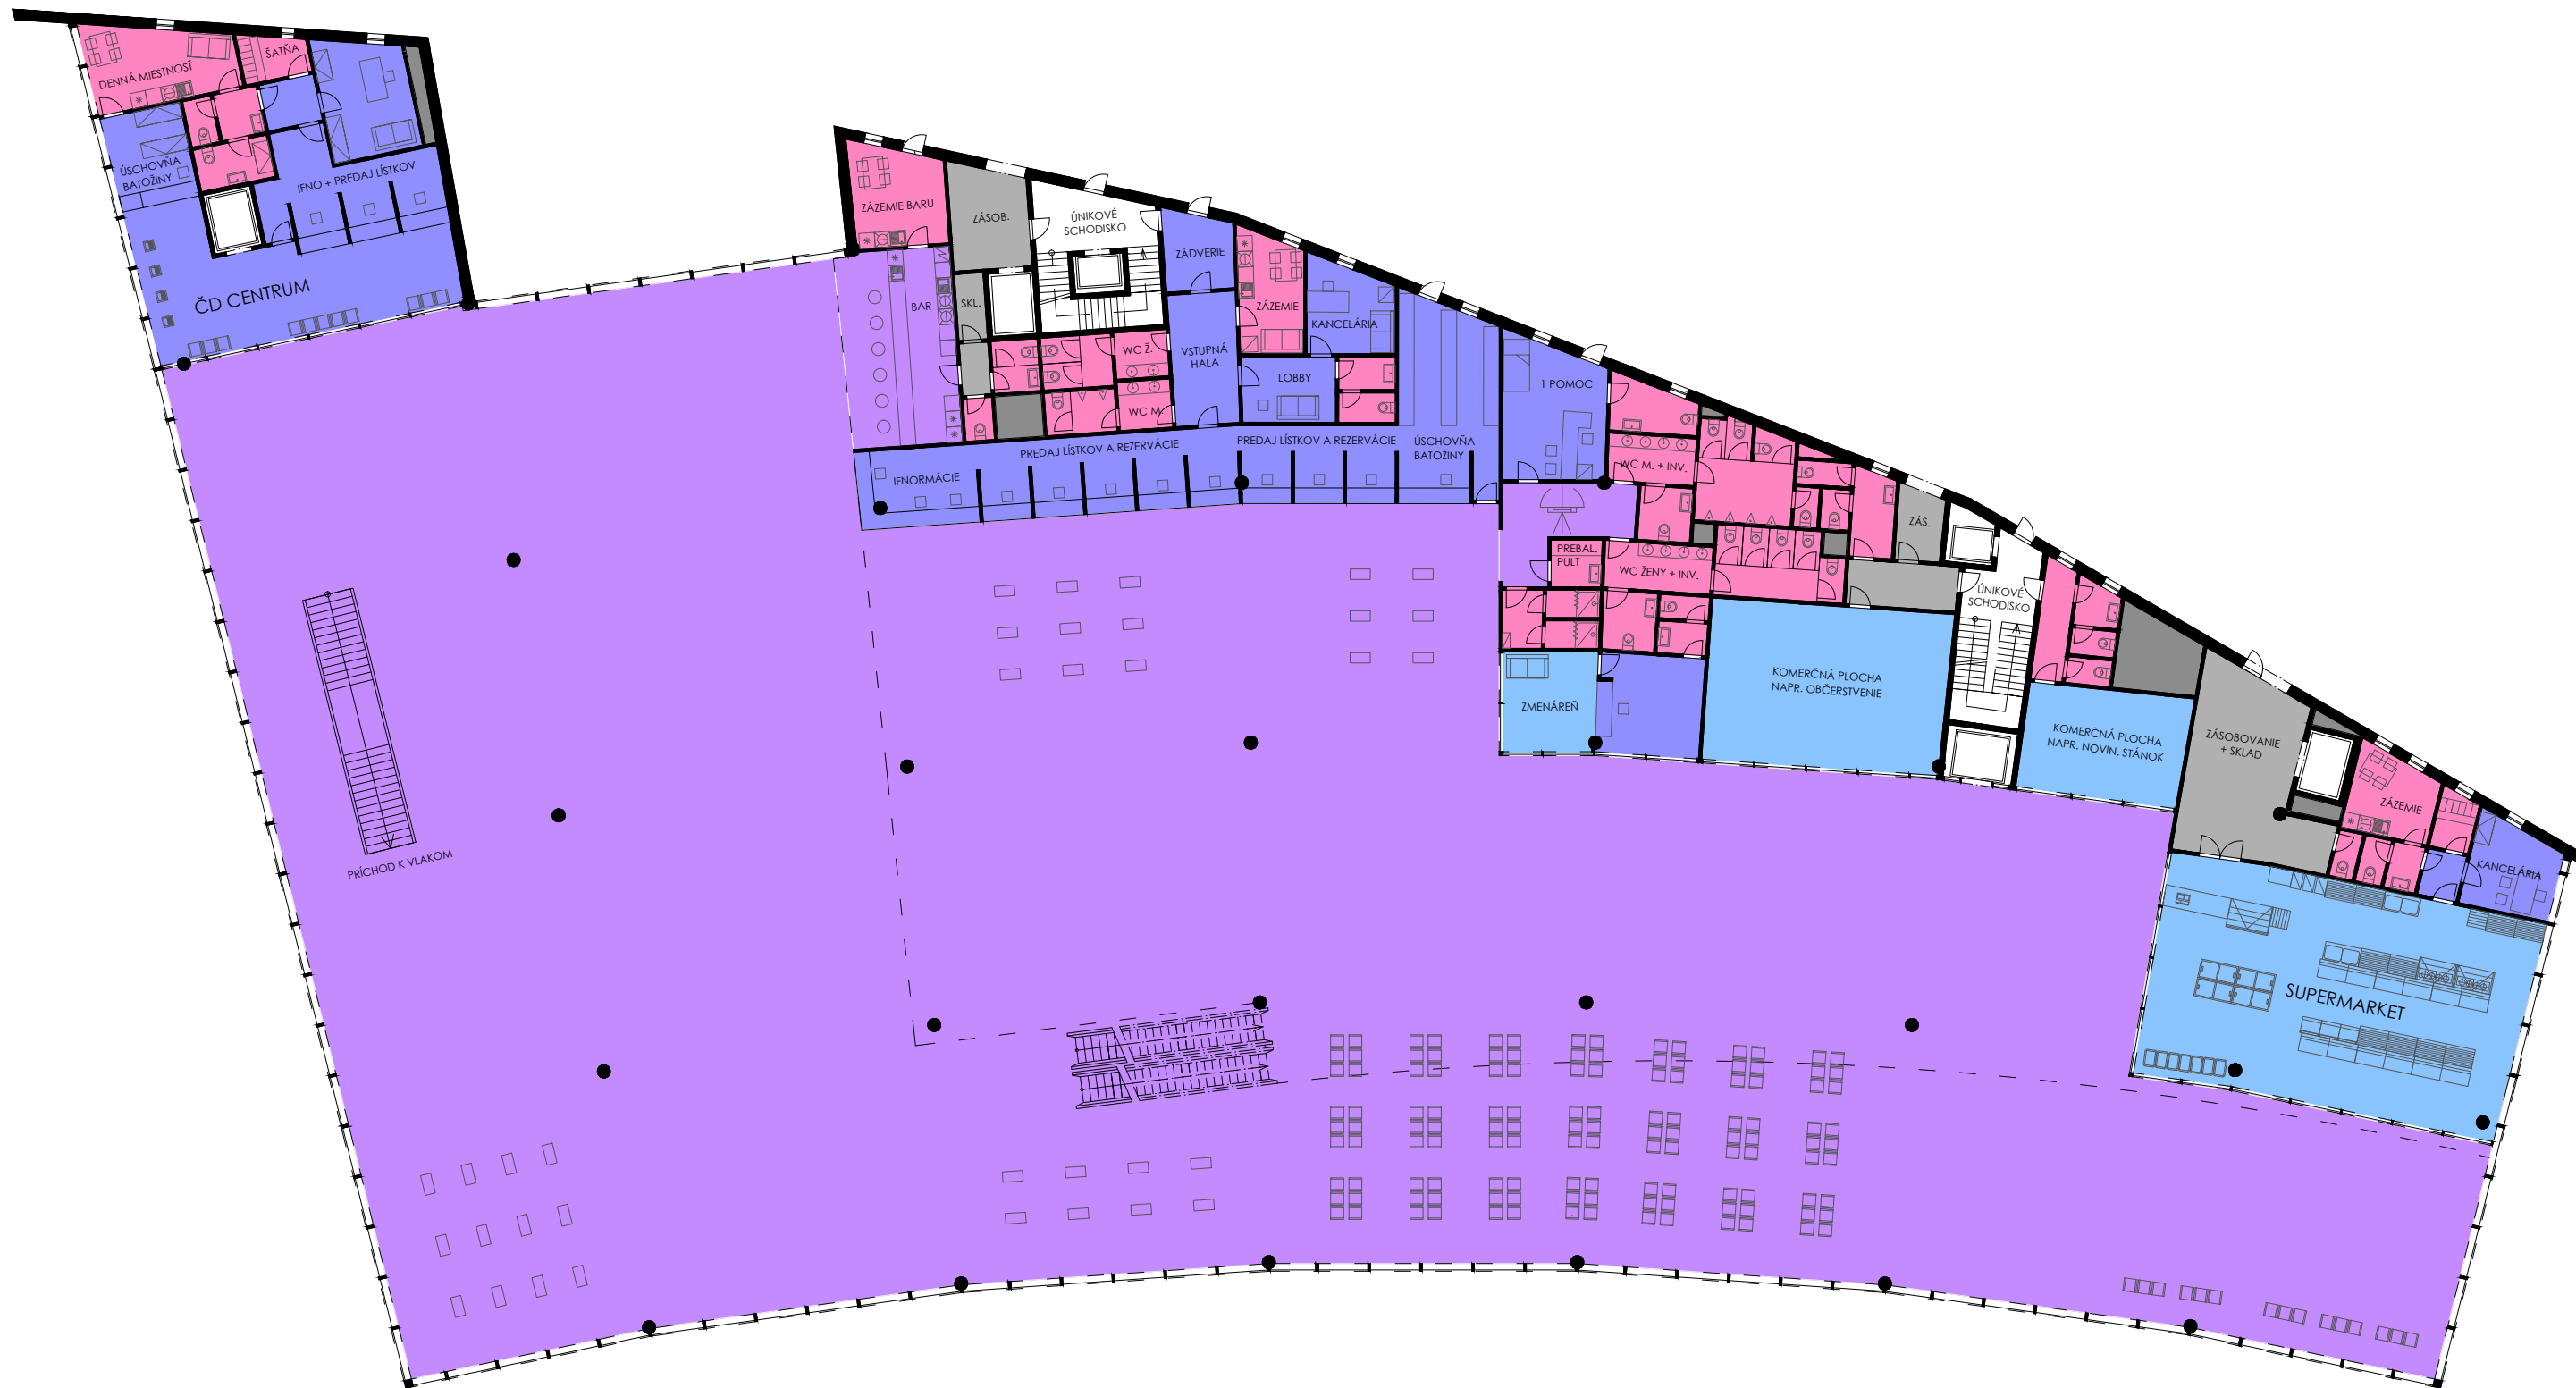 DENNÁ MIESTNOSŤ
ŠATŇA
ÚSCHOVŇA
BATOŽINY
IFNO + PREDAJ LÍSTKOV
ČD CENTRUM
ZÁZEMIE BARU
ZÁSOB.
ÚNIKOVÉ
SCHODISKO
ZÁDVERIE
BAR
SKL.
WC Ž.
WC M.
VSTUPNÁ
HALA
ZÁZEMIE
KANCELÁRIA
LOBBY
IFNORMÁCIE
PREDAJ LÍSTKOV A REZERVÁCIE
PREDAJ LÍSTKOV A REZERVÁCIE
ÚSCHOVŇA
BATOŽINY
1 POMOC
WC M. + INV.
PREBAL.
PULT
WC ŽENY + INV.
ZÁS.
ÚNIKOVÉ
SCHODISKO
ZMENÁREŇ
KOMERČNÁ PLOCHA
NAPR. OBČERSTVENIE
KOMERČNÁ PLOCHA
NAPR. NOVIN. STÁNOK
ZÁSOBOVANIE
+ SKLAD
ZÁZEMIE
KANCELÁRIA
SUPERMARKET
PRÍCHOD K VLAKOM